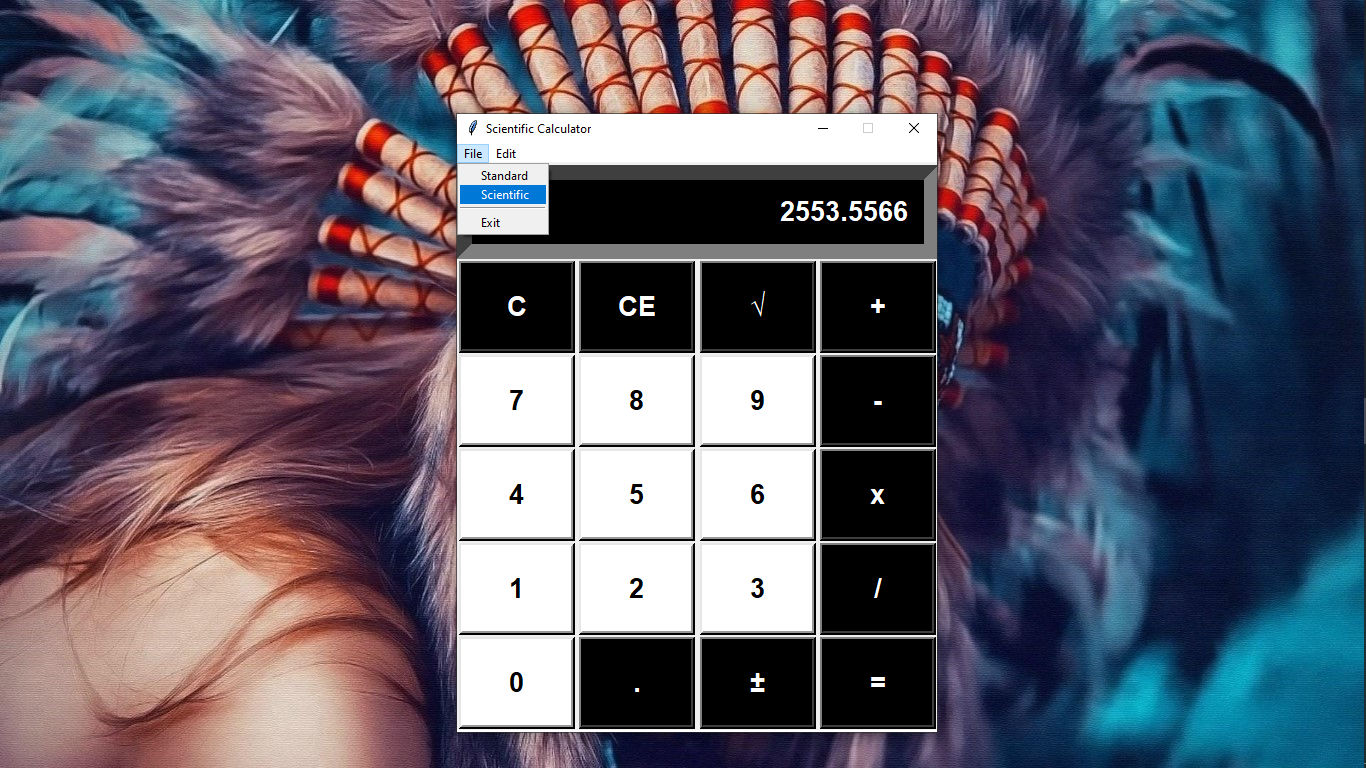 Scientific Calculator
File Edit
Standard
Scientific
Exit
2553.5566
C CE √ +
7 8 9 -
4 5 6 x
1 2 3 /
0 . ± =